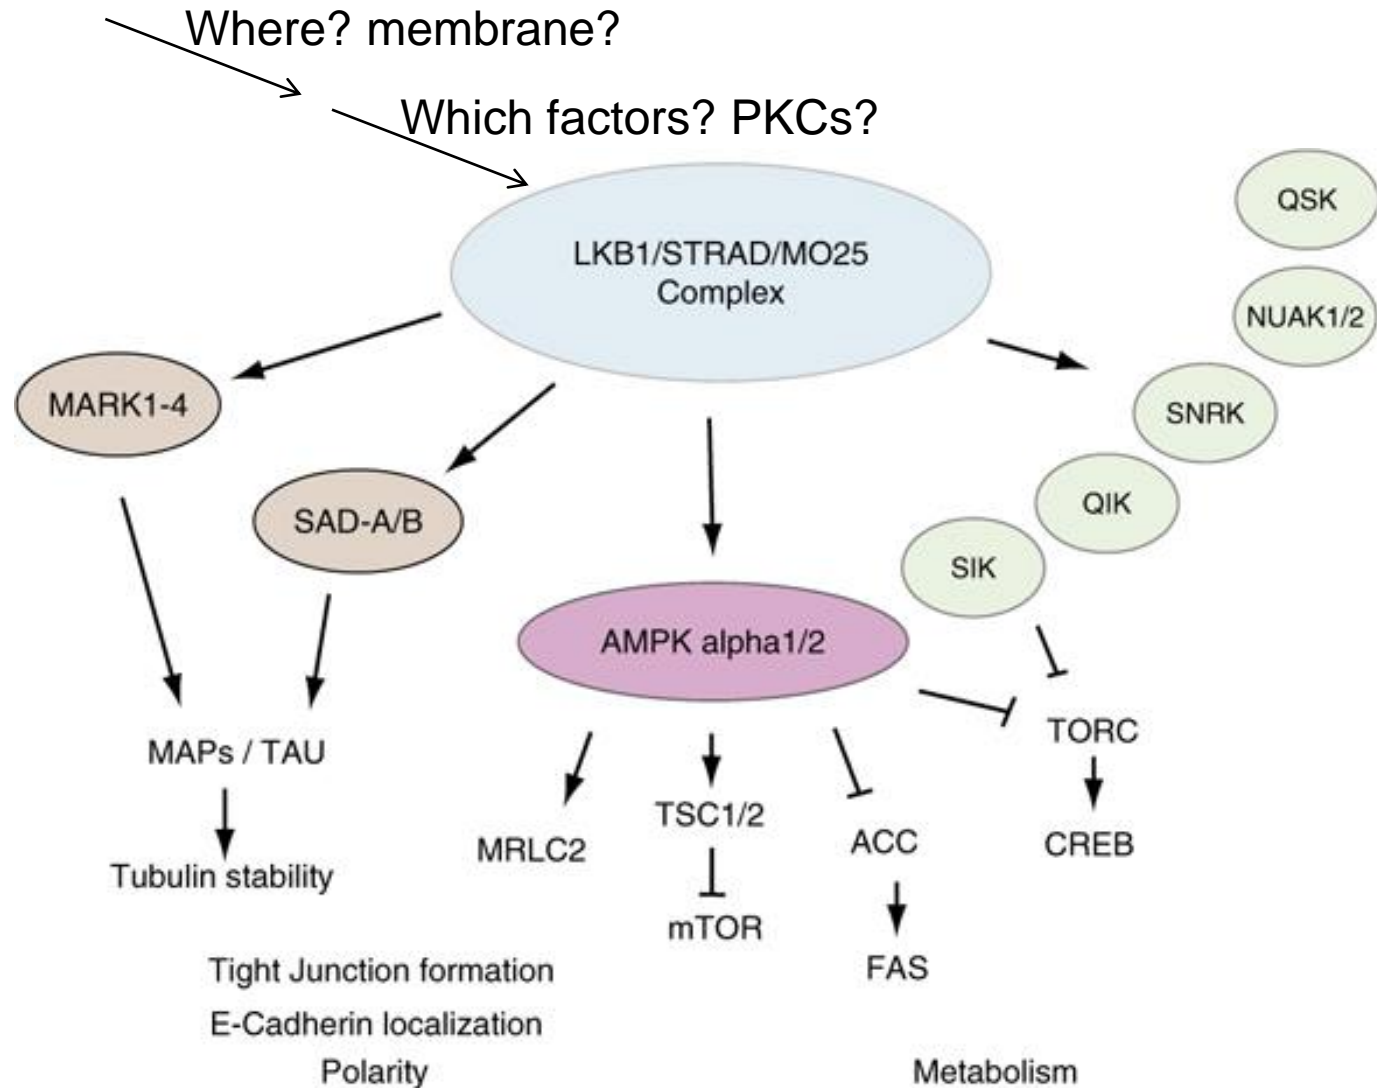 Where? membrane?
Which factors? PKCs?
LKB1/STRAD/MO25
Complex
QSK
NUAK1/2
SNRK
QIK
SIK
MARK1-4
SAD-A/B
AMPK alpha1/2
MAPs / TAU
Tubulin stability
MRLC2
TSC1/2
mTOR
ACC
FAS
TORC
CREB
Tight Junction formation
E-Cadherin localization
Polarity
Metabolism